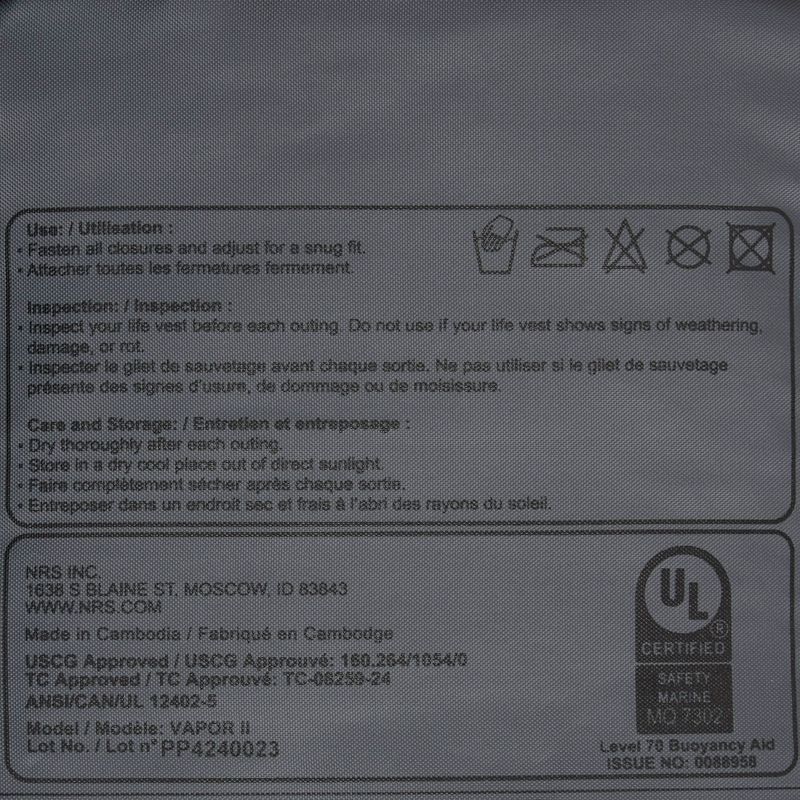 Use: / Utilisation :
• Fasten all closures and adjust for a snug fit.
• Attacher toutes les fermetures fermement.
Inspection: / Inspection :
• Inspect your life vest before each outing. Do not use if your life vest shows signs of weathering,
damage, or rot.
• Inspecter le gilet de sauvetage avant chaque sortie. Ne pas utiliser si le gilet de sauvetage
présente des signes d'usure, de dommage ou de moisissure.
Care and Storage: / Entretien et entreposage :
• Dry thoroughly after each outing.
• Store in a dry cool place out of direct sunlight.
• Faire complètement sécher après chaque sortie.
• Entreposer dans un endroit sec et frais à l'abri des rayons du soleil.
NRS INC.
1638 S BLAINE ST, MOSCOW, ID 83843
WWW.NRS.COM
Made in Cambodia / Fabriqué en Cambodge
USCG Approved / USCG Approuvé: 160.264/1054/0
TC Approved / TC Approuvé: TC-08259-24
ANSI/CAN/UL 12402-5
Model / Modèle: VAPOR II
Lot No. / Lot n° PP4240023
UL ®
CERTIFIED
SAFETY
MARINE
MQ 7302
Level 70 Buoyancy Aid
ISSUE NO: 0088958